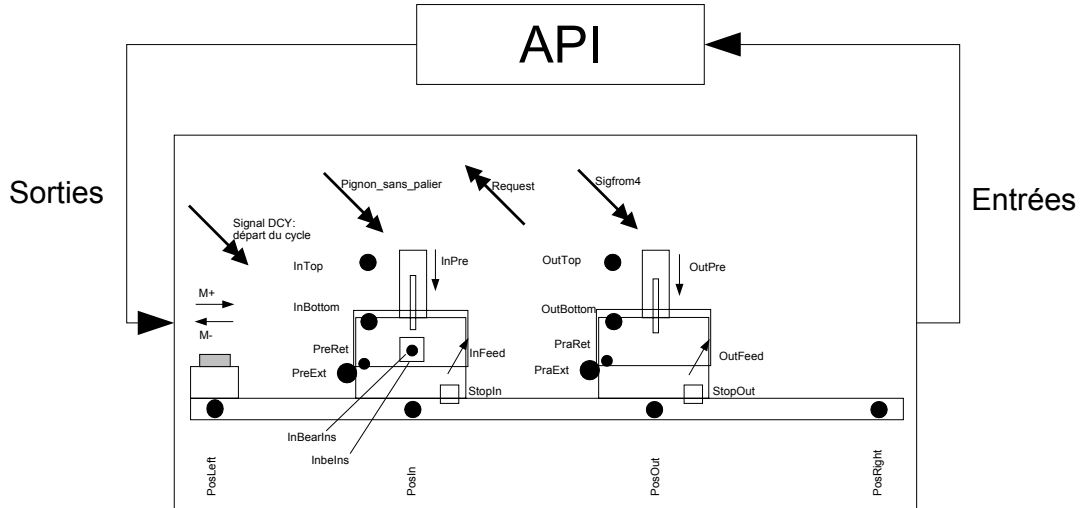 API
Sorties
Entrées
Pignon_sans_palier
Request
Sigfrom4
Signal DCY:
départ du cycle
InTop
InPre
OutTop
OutPre
M+
InBottom
OutBottom
M-
PreRet
InFeed
PraRet
OutFeed
PreExt
PraExt
StopIn
StopOut
InBearIns
InbeIns
PosLeft
PosIn
PosOut
PosRight